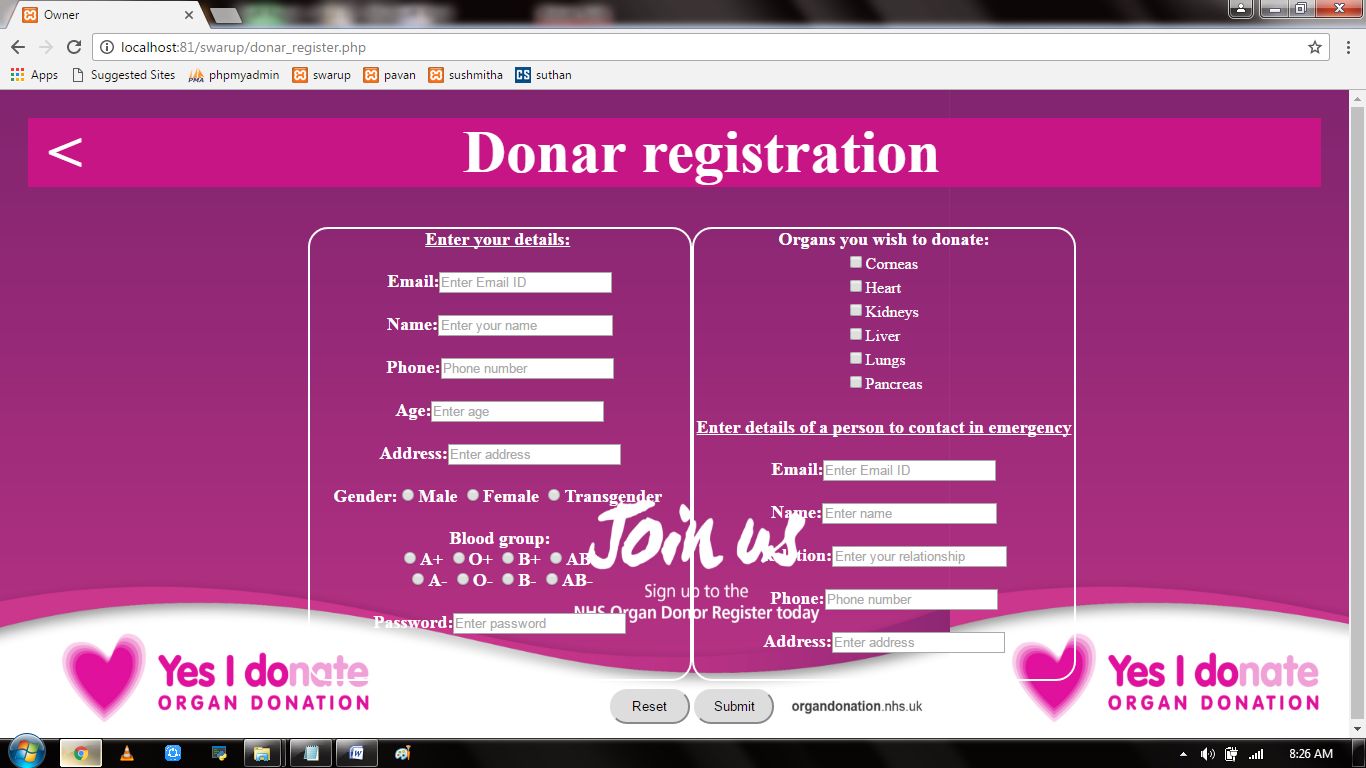 Owner
localhost:81/swarup/donar_register.php
Apps Suggested Sites phpmyadmin swarup pavan sushmitha CS suthan
< Donar registration
Enter your details:
Email: Enter Email ID
Name: Enter your name
Phone: Phone number
Age: Enter age
Address: Enter address
Gender: Male Female Transgender
Blood group:
A+ O+ B+ AB
A- O- B- AB-
Password: Enter password
Organs you wish to donate:
Corneas
Heart
Kidneys
Liver
Lungs
Pancreas
Enter details of a person to contact in emergency
Email: Enter Email ID
Name: Enter name
Enter your relationship
Phone: Phone number
Address: Enter address
Join us
Sign up to the
NHS Organ Donor Register today
Yes I donate
ORGAN DONATION
Yes I donate
ORGAN DONATION
Reset Submit organdonation.nhs.uk
8:26 AM